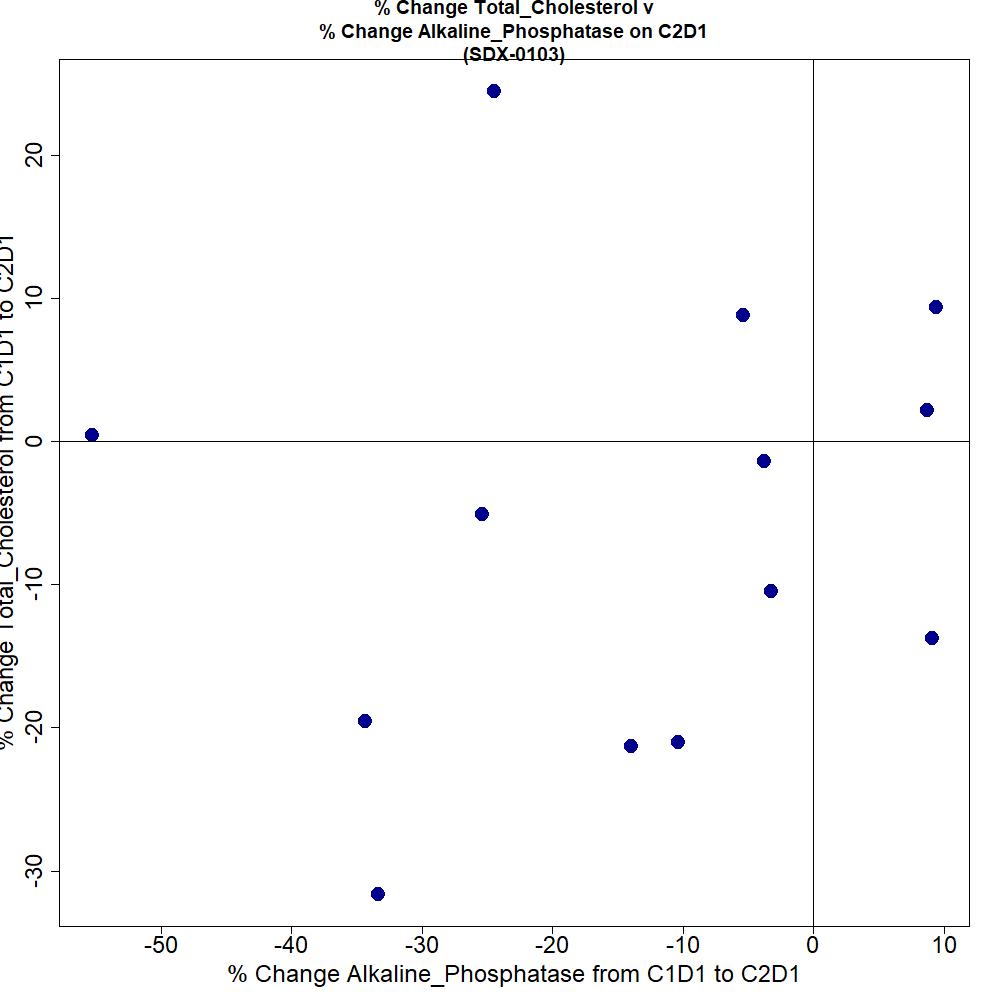 % Change Total_Cholesterol v
% Change Alkaline_Phosphatase on C2D1
(SDX-0103)
% Change Total_Cholesterol from C1D1 to C2D1
20
10
0
-10
-20
-30
-50
-40
-30
-20
-10
0
10
% Change Alkaline_Phosphatase from C1D1 to C2D1